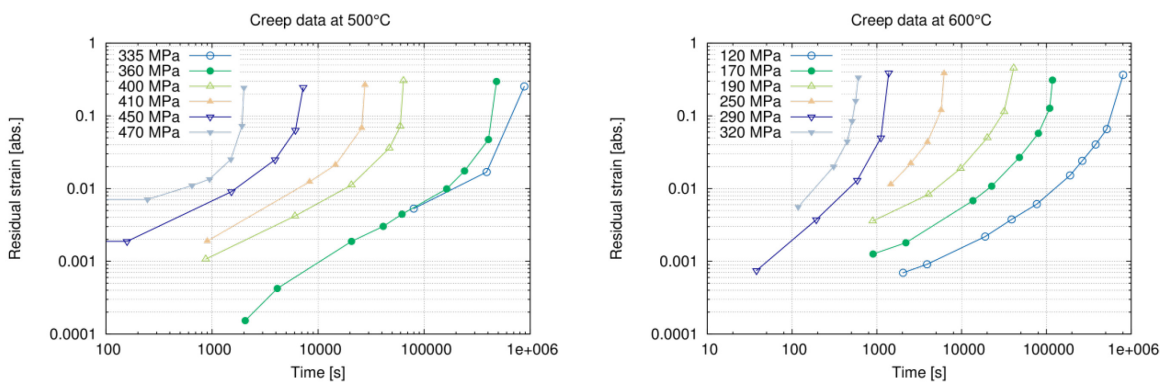 Creep data at 500°C
Residual strain [abs.]
1
0.1
0.01
0.001
0.0001
335 MPa
360 MPa
400 MPa
410 MPa
450 MPa
470 MPa
100 1000 10000 100000 1e+006
Time [s]
Creep data at 600°C
Residual strain [abs.]
1
0.1
0.01
0.001
0.0001
120 MPa
170 MPa
190 MPa
250 MPa
290 MPa
320 MPa
10 100 1000 10000 100000 1e+006
Time [s]